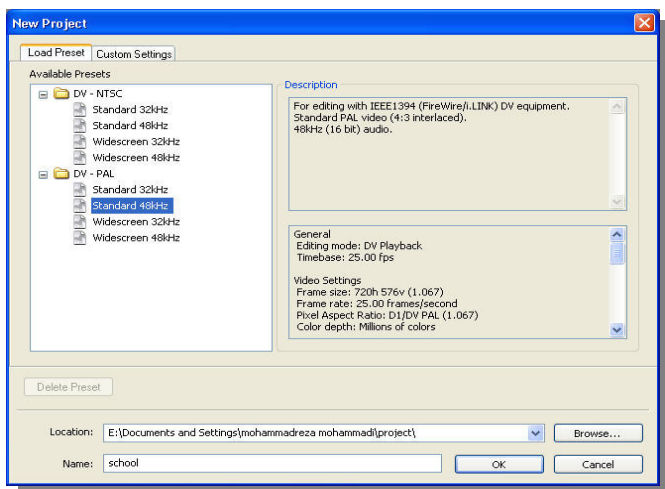 New Project
Load Preset
Custom Settings
Available Presets
DV - NTSC
Standard 32kHz
Standard 48kHz
Widescreen 32kHz
Widescreen 48kHz
DV - PAL
Standard 32kHz
Standard 48kHz
Widescreen 32kHz
Widescreen 48kHz
Description
For editing with IEEE1394 (FireWire/i.LINK) DV equipment.
Standard PAL video (4:3 interlaced).
48kHz (16 bit) audio.
General
Editing mode: DV Playback
Timebase: 25.00 fps
Video Settings
Frame size: 720h 576v (1.067)
Frame rate: 25.00 frames/second
Pixel Aspect Ratio: D1/DV PAL (1.067)
Color depth: Millions of colors
Delete Preset
Location: E:\Documents and Settings\mohammadreza mohammadi\project\ Browse...
Name: school OK Cancel